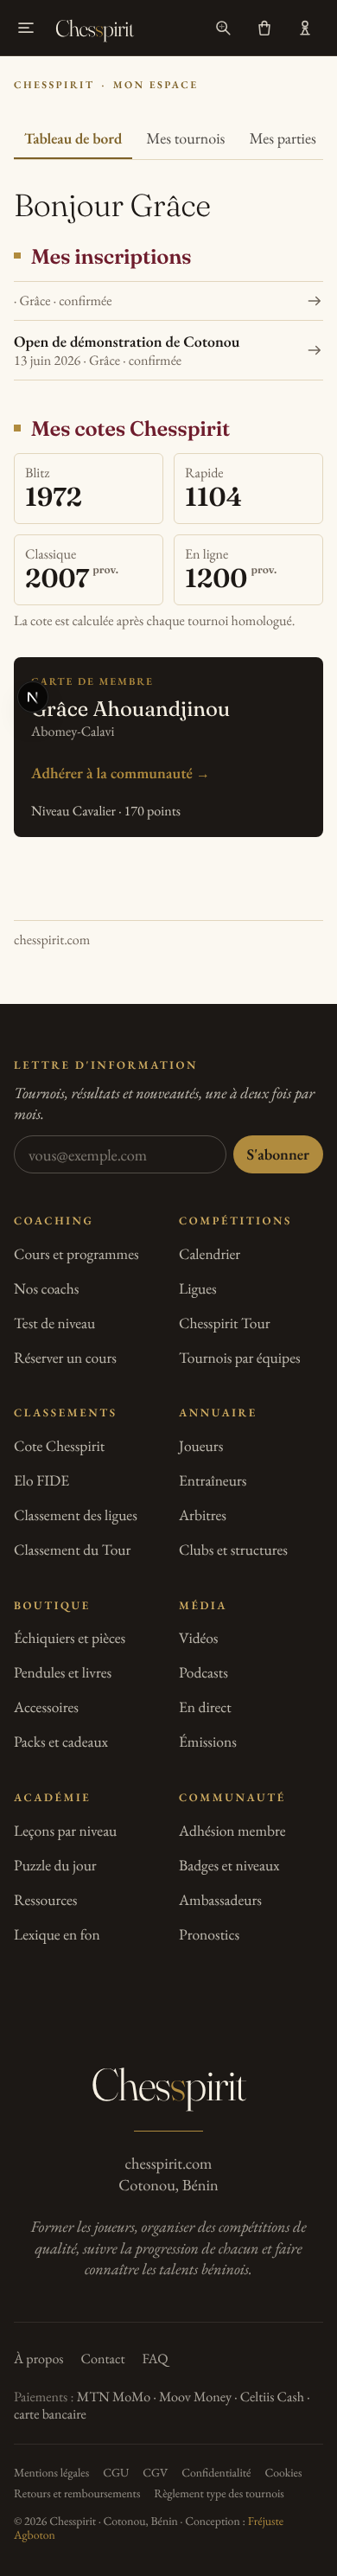 Chesspirit
CHESSPIRIT · MON ESPACE
Tableau de bord Mes tournois Mes parties
Bonjour Grâce
Mes inscriptions
· Grâce · confirmée
Open de démonstration de Cotonou
13 juin 2026 · Grâce · confirmée
Mes cotes Chesspirit
Blitz
1972
Rapide
1104
Classique
2007 prov.
En ligne
1200 prov.
La cote est calculée après chaque tournoi homologué.
CARTE DE MEMBRE
N
Grâce Ahouandjinou
Abomey-Calavi
Adhérer à la communauté →
Niveau Cavalier · 170 points
chesspirit.com
LETTRE D'INFORMATION
Tournois, résultats et nouveautés, une à deux fois par
mois.
vous@exemple.com
S'abonner
COACHING
Cours et programmes
Nos coachs
Test de niveau
Réserver un cours
COMPÉTITIONS
Calendrier
Ligues
Chesspirit Tour
Tournois par équipes
CLASSEMENTS
Cote Chesspirit
Elo FIDE
Classement des ligues
Classement du Tour
ANNUAIRE
Joueurs
Entraîneurs
Arbitres
Clubs et structures
BOUTIQUE
Échiquiers et pièces
Pendules et livres
Accessoires
Packs et cadeaux
MÉDIA
Vidéos
Podcasts
En direct
Émissions
ACADÉMIE
Leçons par niveau
Puzzle du jour
Ressources
Lexique en fon
COMMUNAUTÉ
Adhésion membre
Badges et niveaux
Ambassadeurs
Pronostics
Chesspirit
chesspirit.com
Cotonou, Bénin
Former les joueurs, organiser des compétitions de
qualité, suivre la progression de chacun et faire
connaître les talents béninois.
À propos Contact FAQ
Paiements : MTN MoMo · Moov Money · Celtiis Cash ·
carte bancaire
Mentions légales CGU CGV Confidentialité Cookies
Retours et remboursements Règlement type des tournois
© 2026 Chesspirit · Cotonou, Bénin · Conception : Fréjuste
Agboton